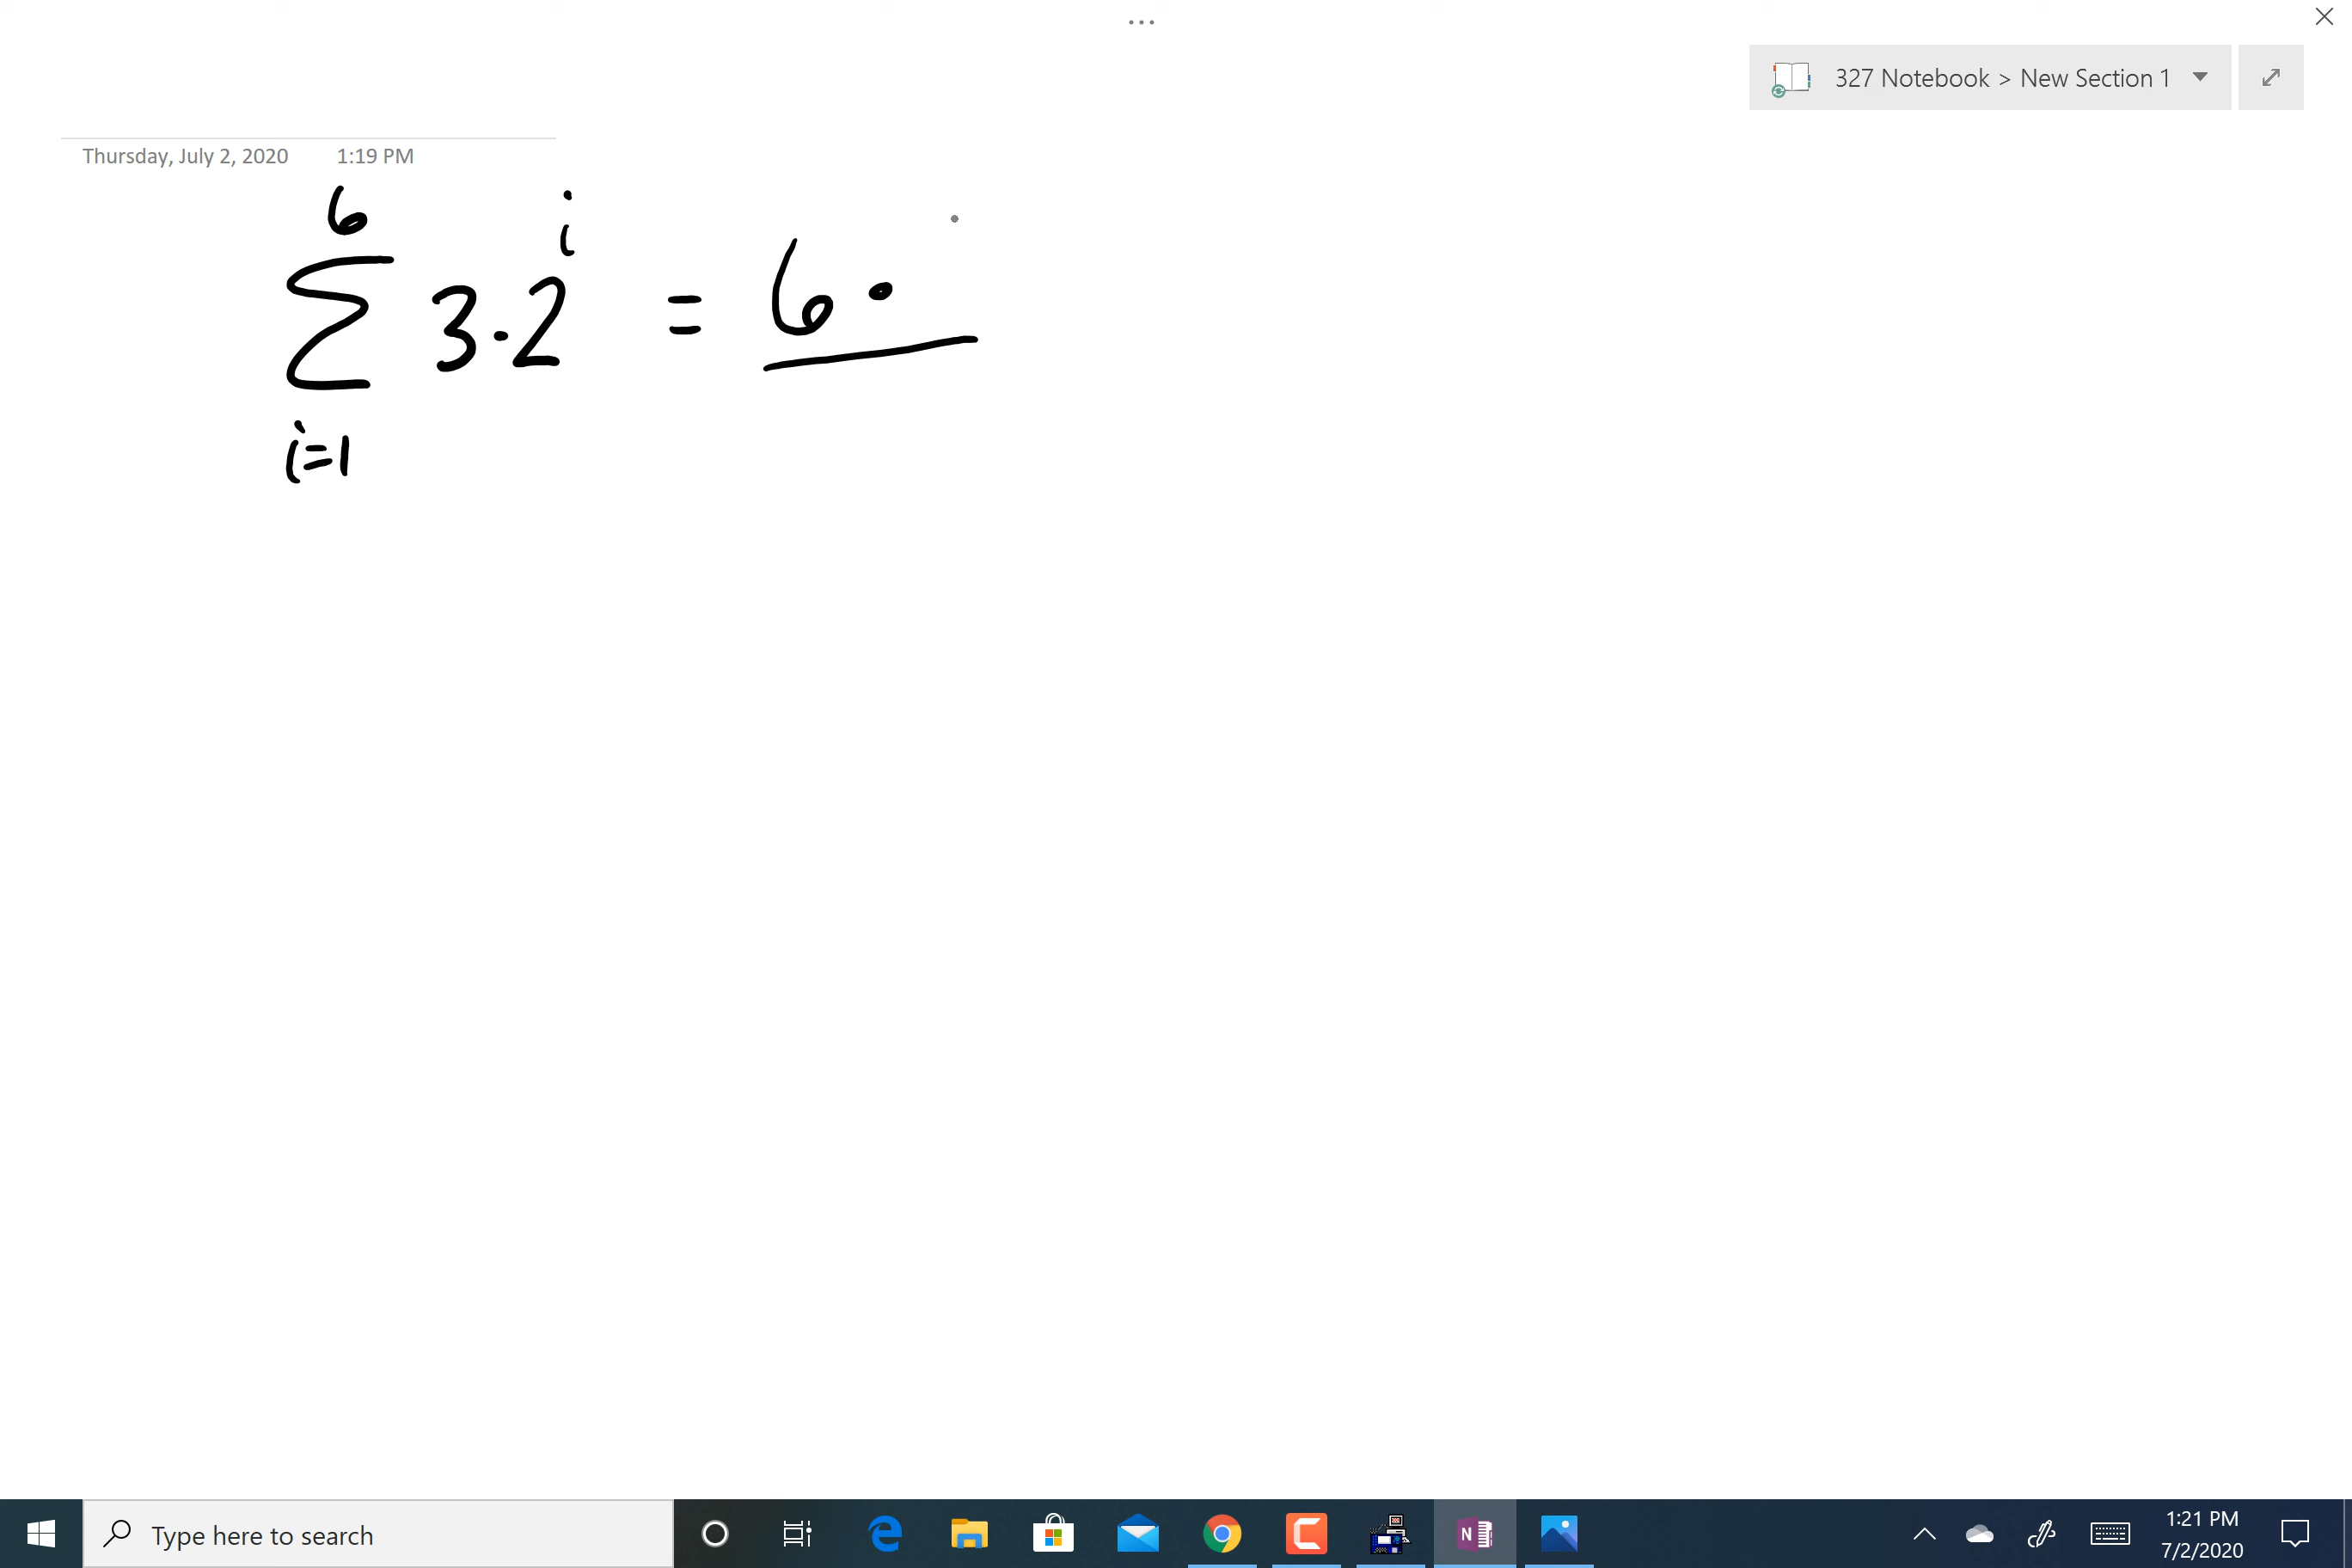 327 Notebook > New Section 1
Thursday, July 2, 2020 1:19 PM
6
∑ 3·2^i = 6·
i=1
Type here to search
1:21 PM
7/2/2020